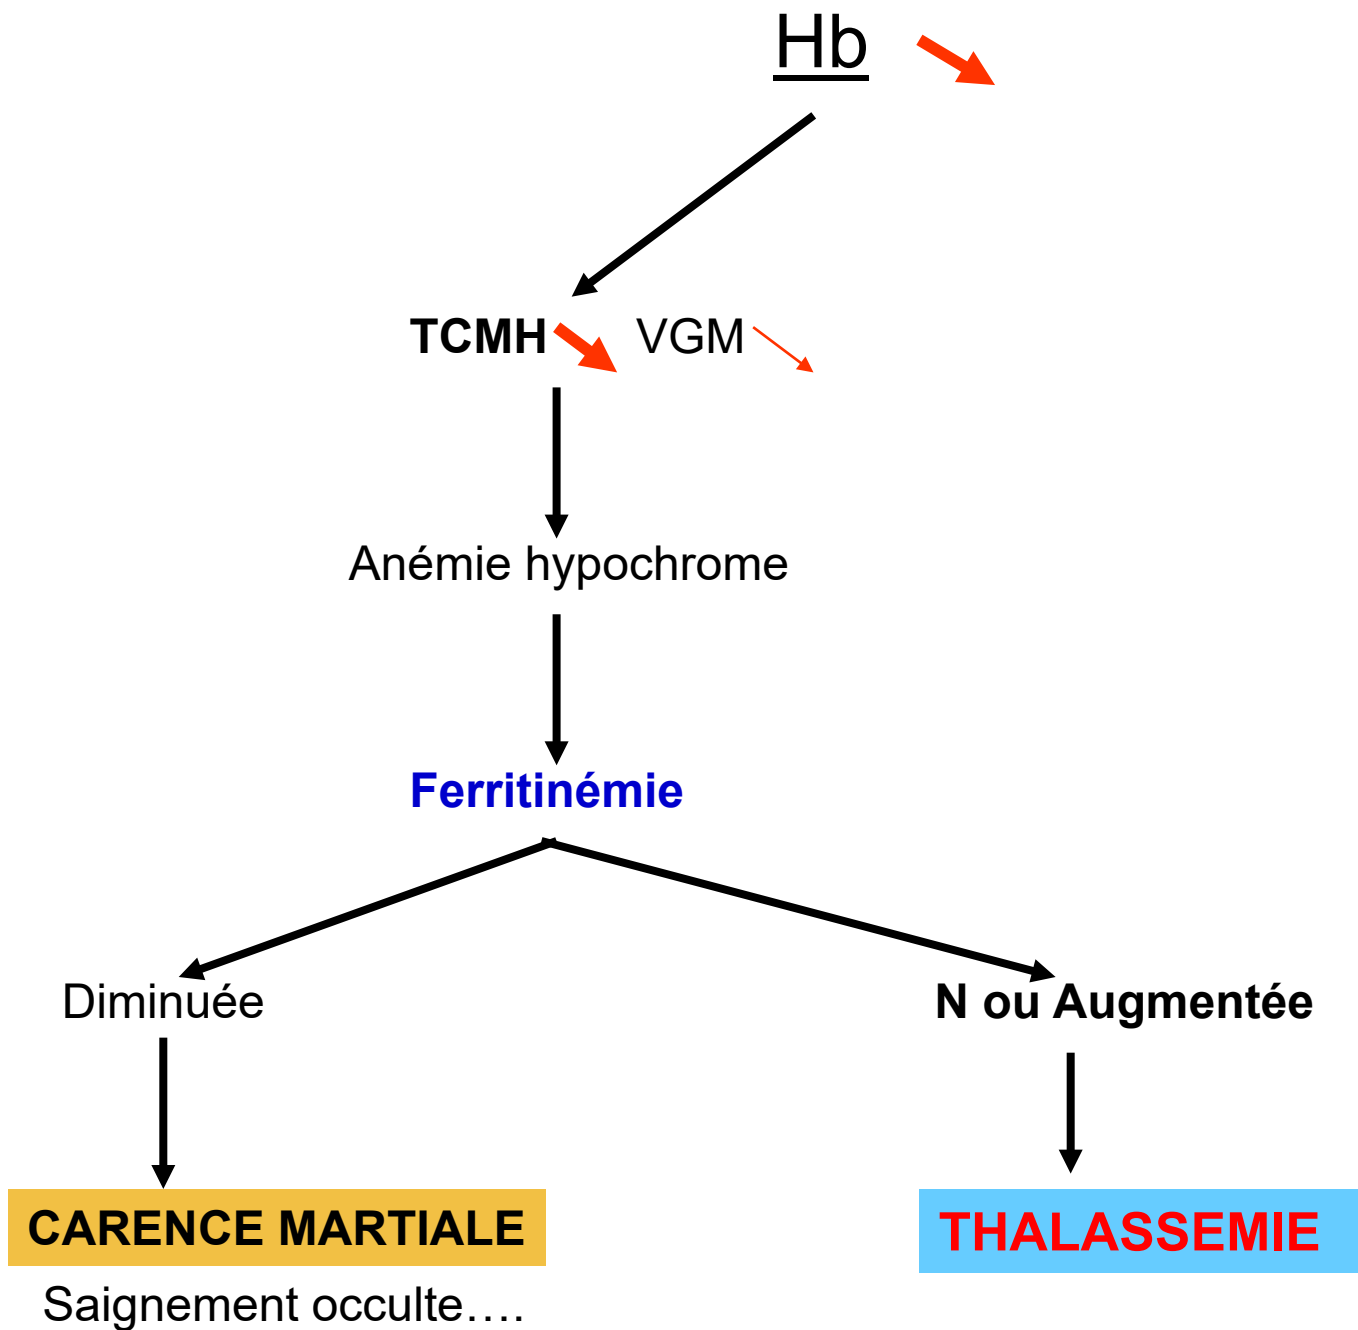 Hb
TCMH VGM
Anémie hypochrome
Ferritinémie
Diminuée
N ou Augmentée
CARENCE MARTIALE
THALASSEMIE
Saignement occulte….